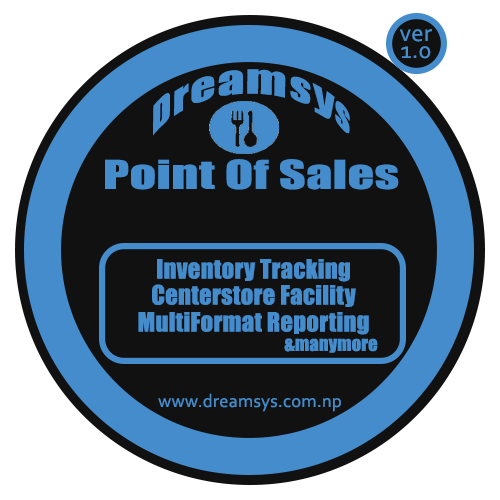 ver
1.0
Dreamsys
Point Of Sales
Inventory Tracking
Centerstore Facility
MultiFormat Reporting
&manymore
www.dreamsys.com.np